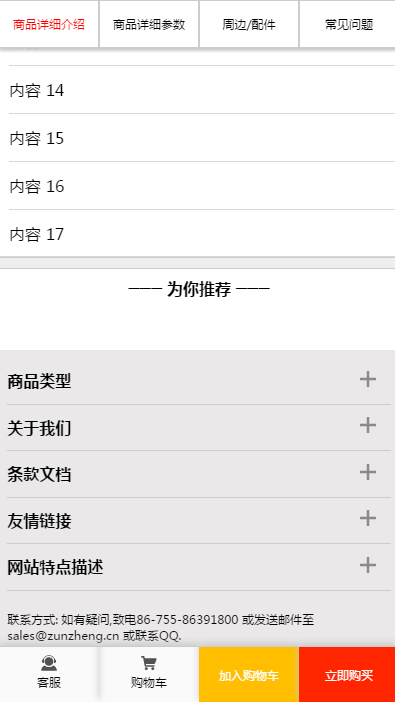 商品详细介绍
商品详细参数
周边/配件
常见问题
内容 14
内容 15
内容 16
内容 17
─── 为你推荐 ───
商品类型
关于我们
条款文档
友情链接
网站特点描述
联系方式: 如有疑问,致电86-755-86391800 或发送邮件至
sales@zunzheng.cn 或联系QQ.
客服
购物车
加入购物车
立即购买